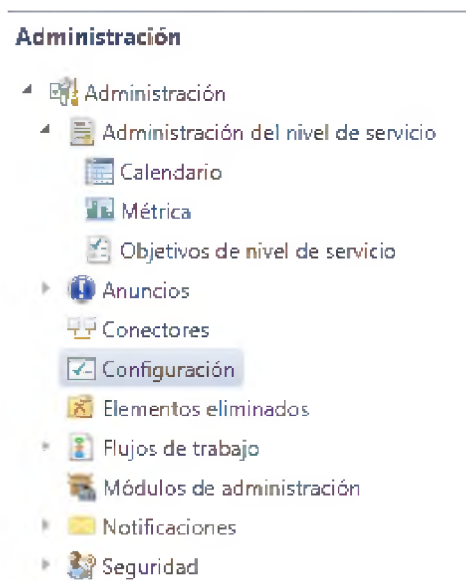 Administración
Administración
Administración del nivel de servicio
Calendario
Métrica
Objetivos de nivel de servicio
Anuncios
Conectores
Configuración
Elementos eliminados
Flujos de trabajo
Módulos de administración
Notificaciones
Seguridad